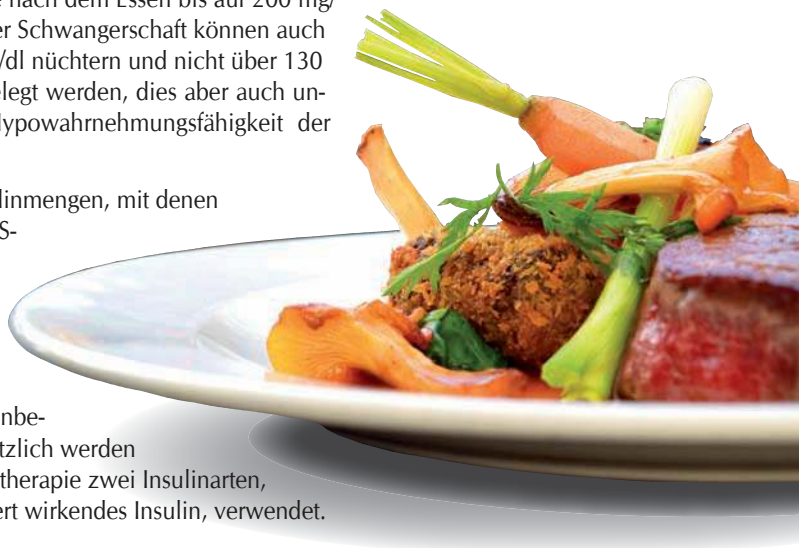 nach dem Essen bis auf 200 mg/
er Schwangerschaft können auch
/dl nüchtern und nicht über 130
elegt werden, dies aber auch un-
ypowahrnehmungsfähigkeit der
linmengen, mit denen
S-
nbe-
tzlich werden
therapie zwei Insulinarten,
ert wirkendes Insulin, verwendet.